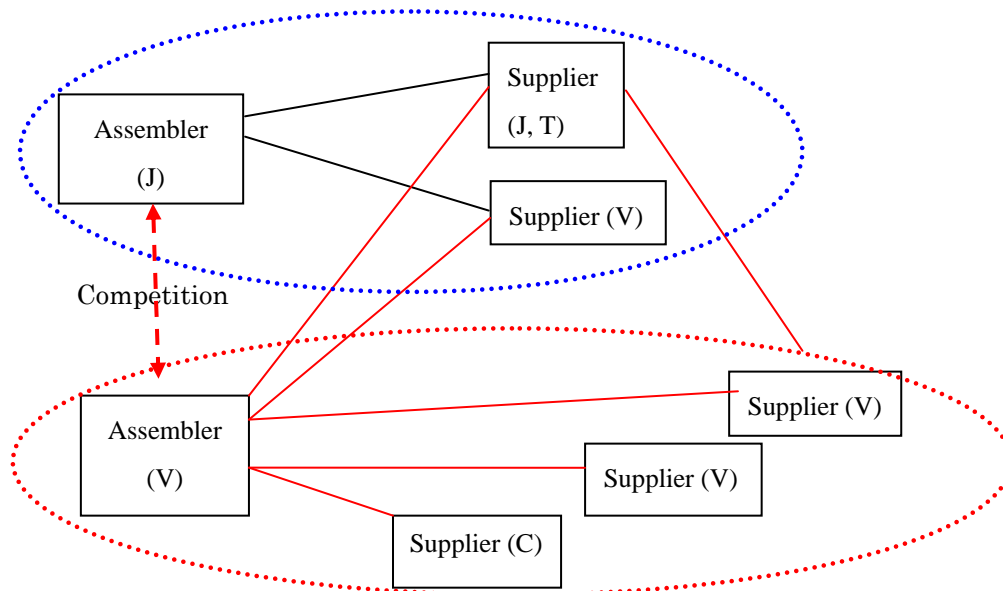 Supplier
(J, T)
Assembler
(J)
Supplier (V)
Competition
Supplier (V)
Assembler
(V)
Supplier (V)
Supplier (C)